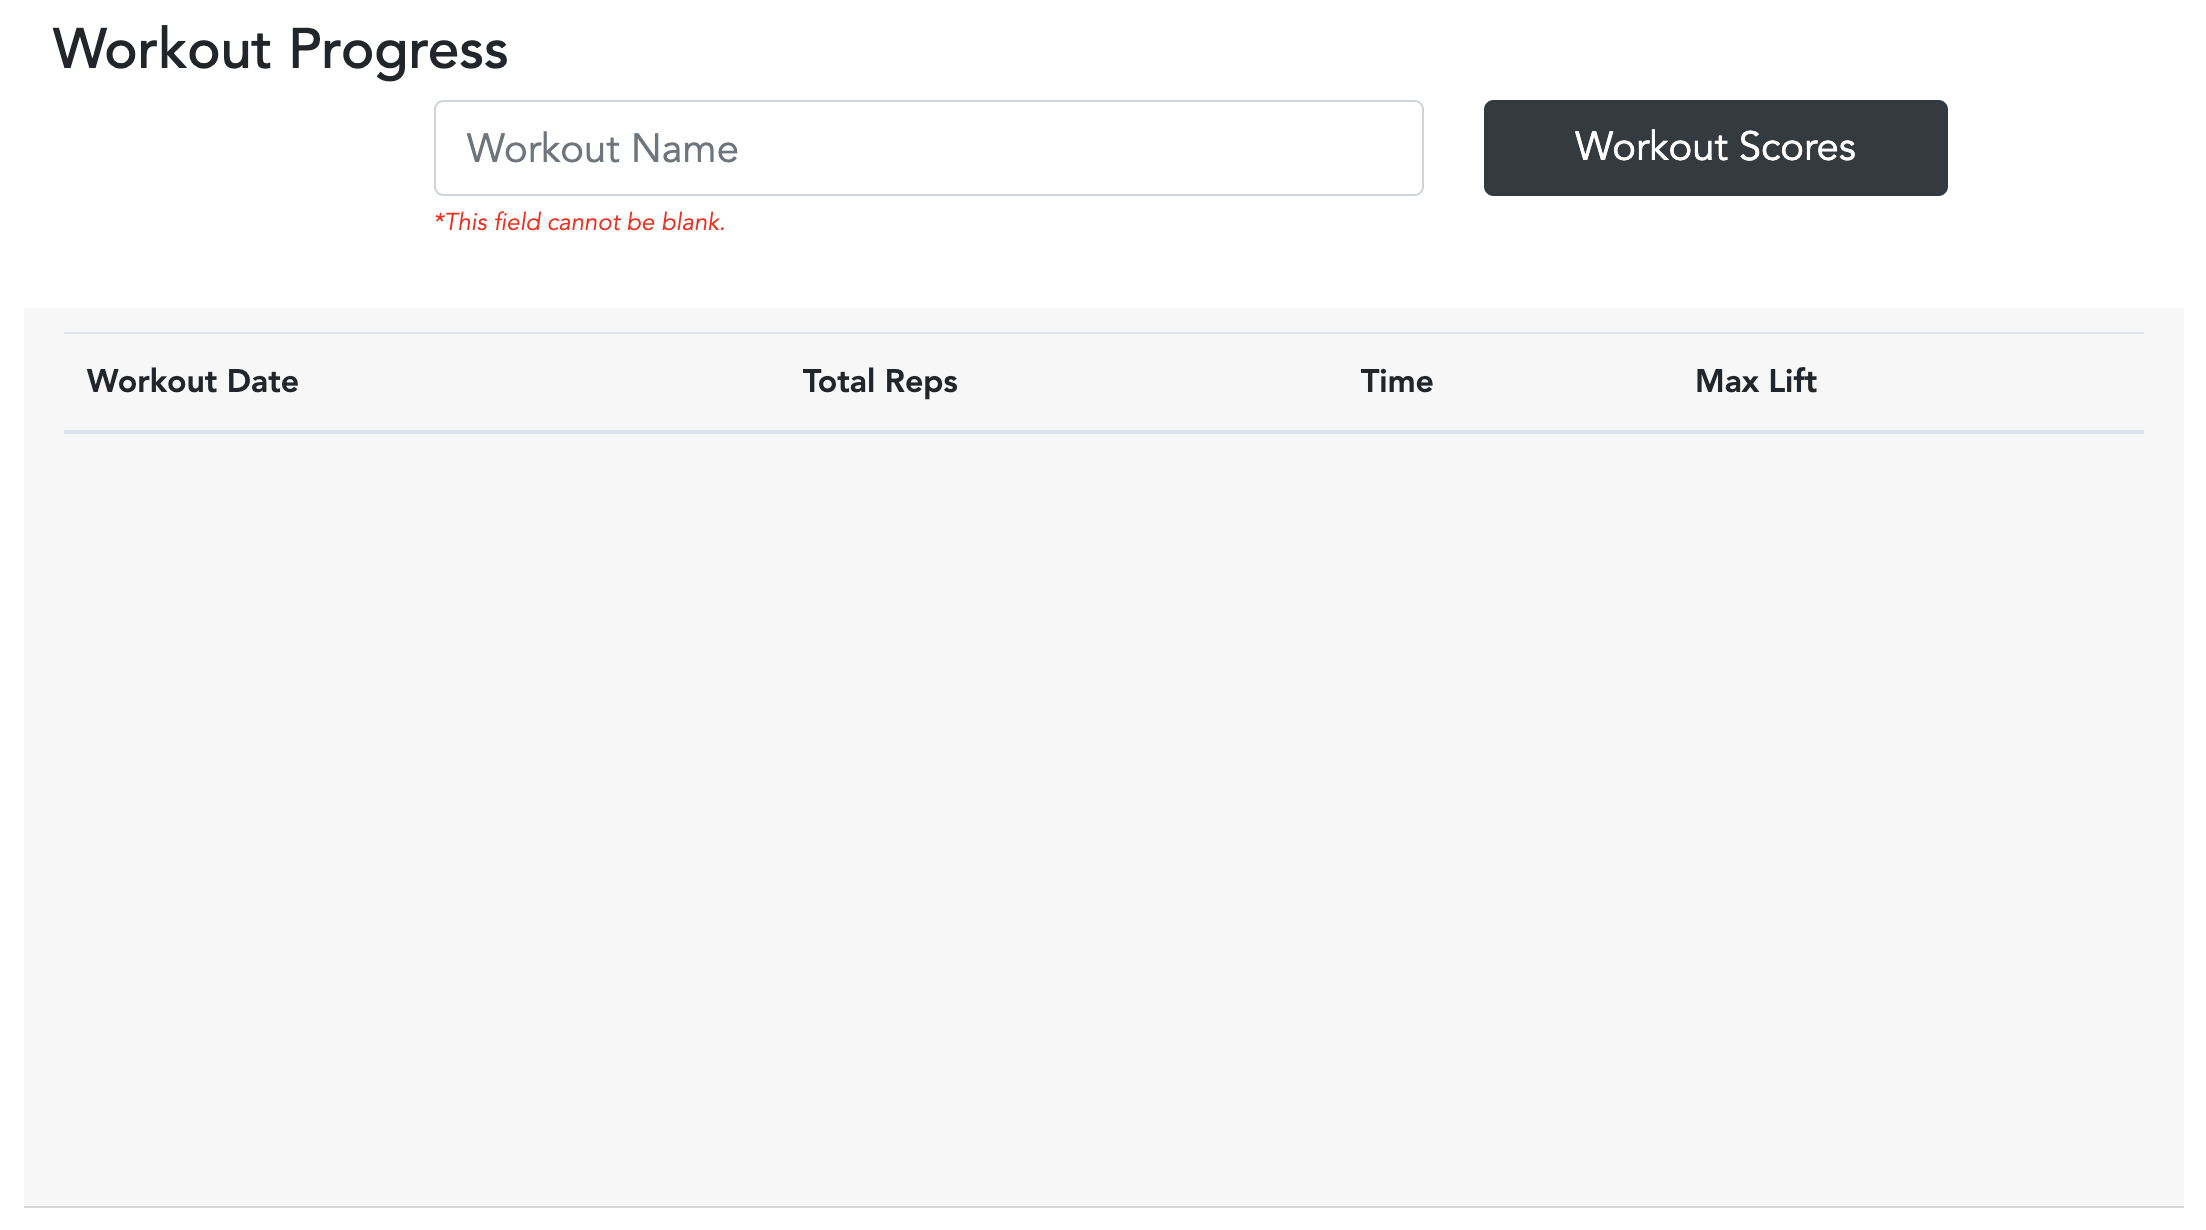 Workout Progress
Workout Name
Workout Scores
*This field cannot be blank.
Workout Date Total Reps Time Max Lift